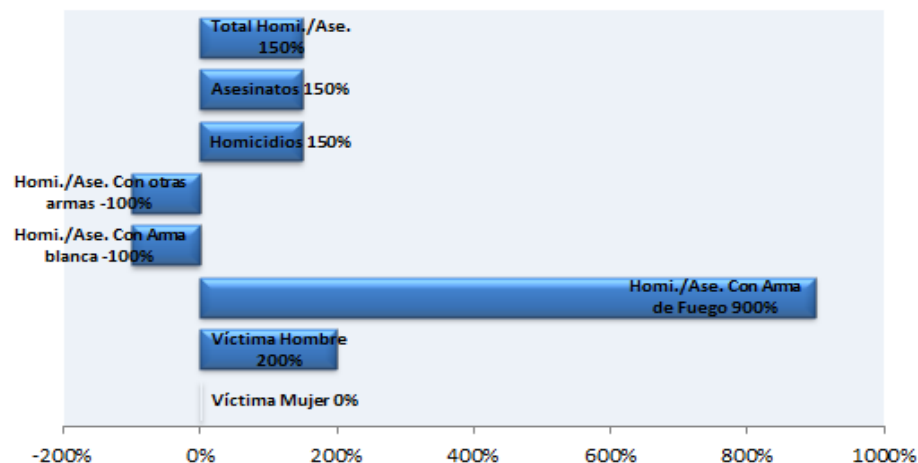 Total Homi./Ase.
150%
Asesinatos 150%
Homicidios 150%
Homi./Ase. Con otras
armas -100%
Homi./Ase. Con Arma
blanca -100%
Homi./Ase. Con Arma
de Fuego 900%
Víctima Hombre
200%
Víctima Mujer 0%
-200% 0% 200% 400% 600% 800% 1000%